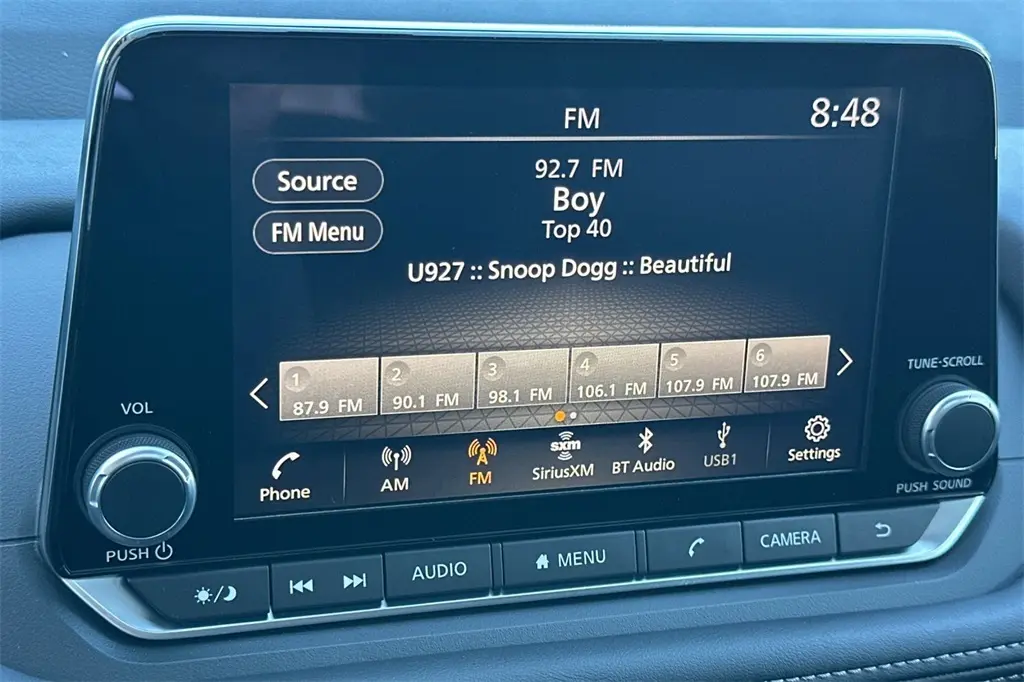 FM
8:48
Source
92.7 FM
Boy
Top 40
FM Menu
U927 :: Snoop Dogg :: Beautiful
1
87.9 FM
2
90.1 FM
3
98.1 FM
4
106.1 FM
5
107.9 FM
6
107.9 FM
Phone
AM
FM
sxm
SiriusXM
BT Audio
USB1
Settings
VOL
PUSH
TUNE·SCROLL
PUSH SOUND
AUDIO
MENU
CAMERA